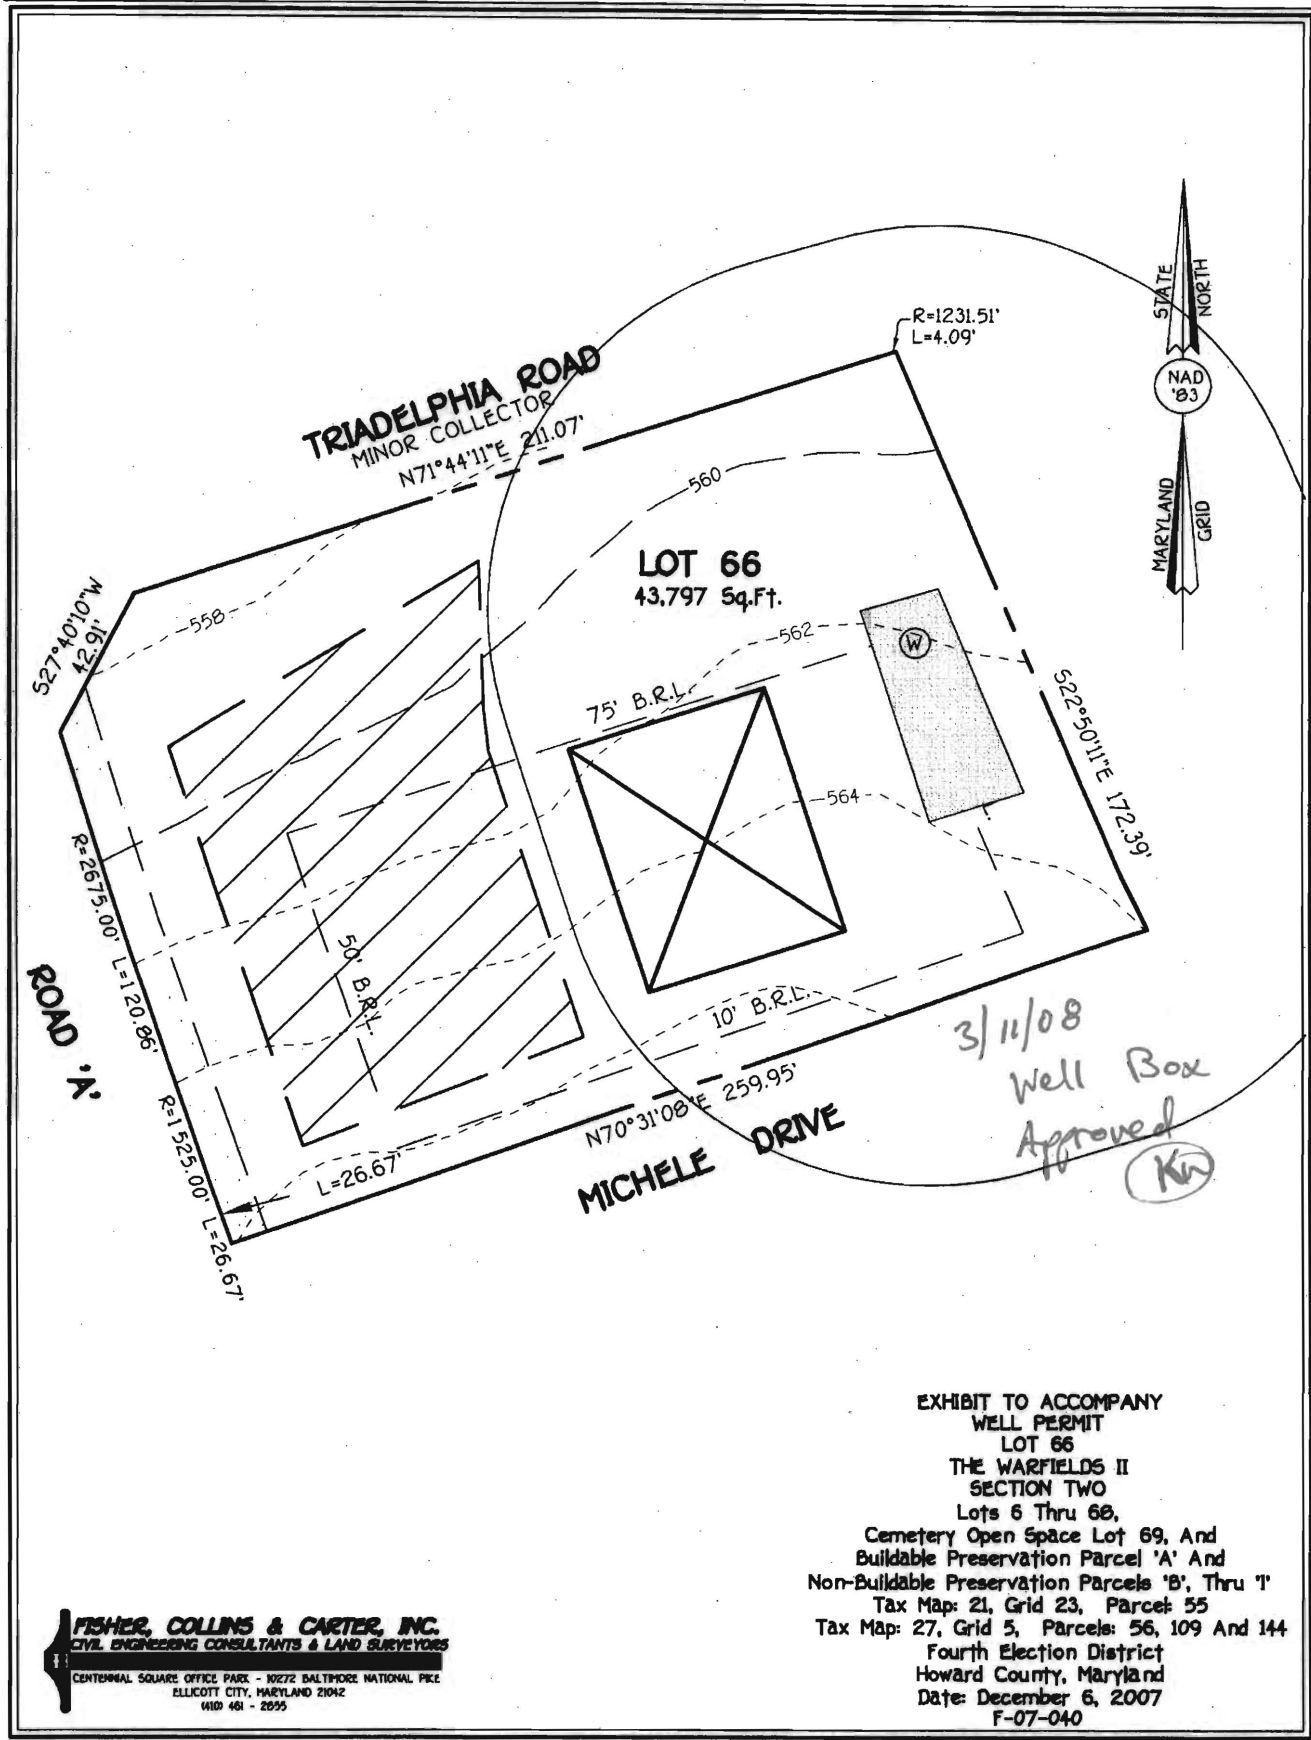 R=1231.51'
L=4.09'
STATE
NORTH
NAD
'83
MARYLAND
GRID
TRIADELPHIA ROAD
MINOR COLLECTOR
N71°44'11"E 211.07'
560
LOT 66
43,797 Sq.Ft.
S27°40'10"W
42.91'
558
562
W
75' B.R.L.
S22°50'11"E 172.39'
564
R=2675.00' L=120.86'
50' B.R.L.
ROAD 'A'
10' B.R.L.
3/11/08
Well Box
Approved
KW
N70°31'08"E 259.95'
MICHELE DRIVE
R=1525.00' L=26.67'
L=26.67'
EXHIBIT TO ACCOMPANY
WELL PERMIT
LOT 66
THE WARFIELDS II
SECTION TWO
Lots 6 Thru 68,
Cemetery Open Space Lot 69, And
Buildable Preservation Parcel 'A' And
Non-Buildable Preservation Parcels 'B', Thru 'I'
Tax Map: 21, Grid 23, Parcel: 55
Tax Map: 27, Grid 5, Parcels: 56, 109 And 144
Fourth Election District
Howard County, Maryland
Date: December 6, 2007
F-07-040
FISHER, COLLINS & CARTER, INC.
CIVIL ENGINEERING CONSULTANTS & LAND SURVEYORS
CENTENNIAL SQUARE OFFICE PARK - 10272 BALTIMORE NATIONAL PIKE
ELLICOTT CITY, MARYLAND 21042
(410) 461 - 2855